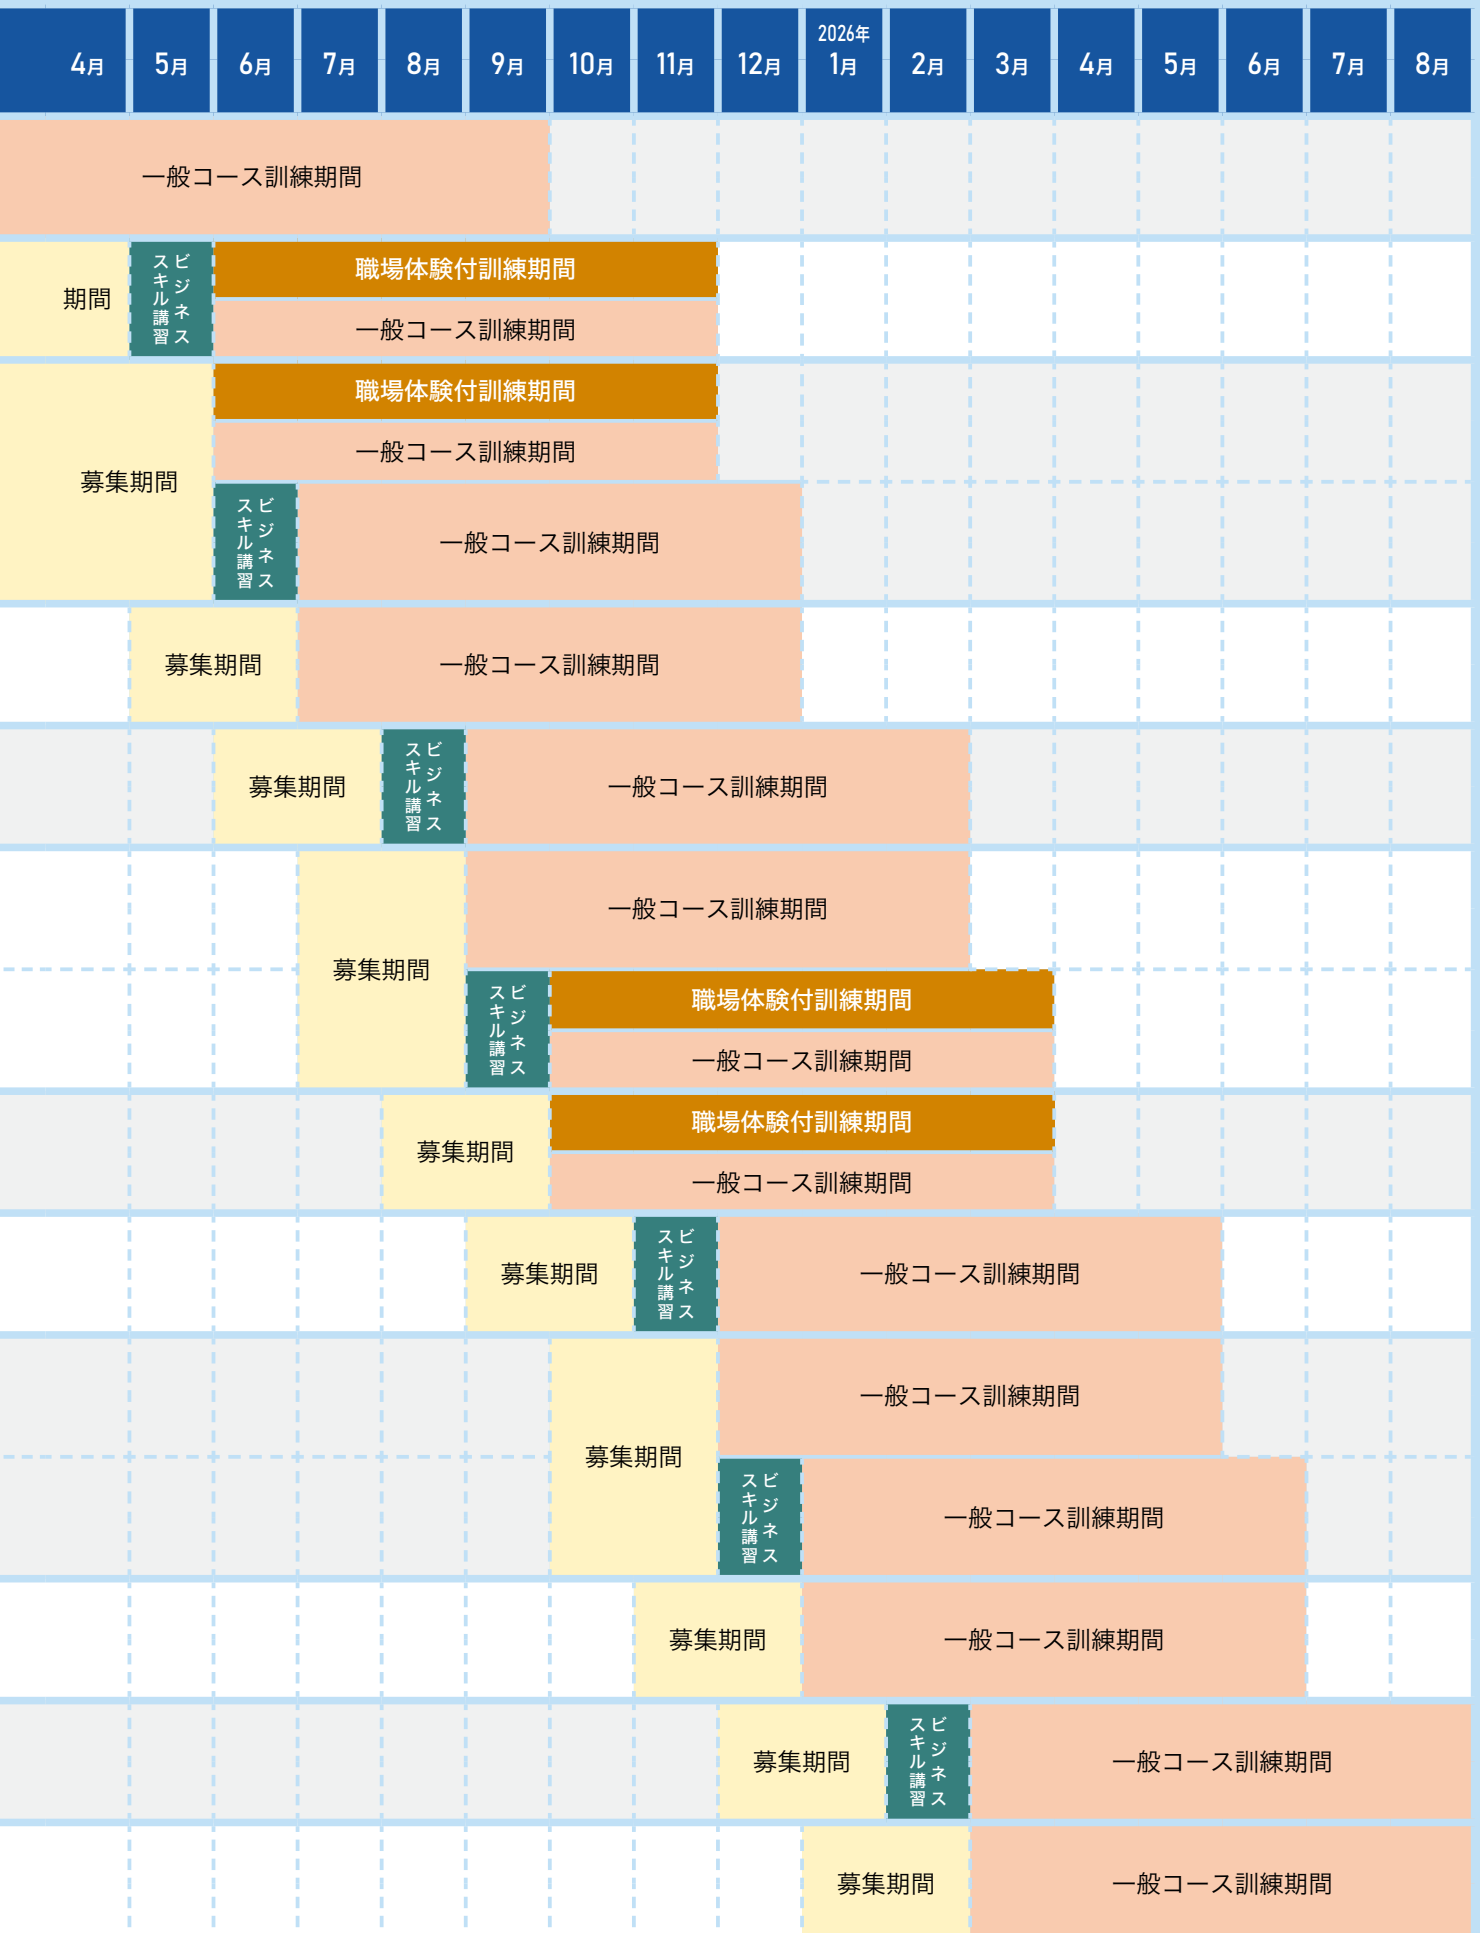 2026年
4月 5月 6月 7月 8月 9月 10月 11月 12月 1月 2月 3月 4月 5月 6月 7月 8月
一般コース訓練期間
期間
ビジネス
スキル講習
職場体験付訓練期間
一般コース訓練期間
募集期間
職場体験付訓練期間
一般コース訓練期間
ビジネス
スキル講習
一般コース訓練期間
募集期間
一般コース訓練期間
募集期間
ビジネス
スキル講習
一般コース訓練期間
募集期間
一般コース訓練期間
ビジネス
スキル講習
職場体験付訓練期間
一般コース訓練期間
募集期間
職場体験付訓練期間
一般コース訓練期間
募集期間
ビジネス
スキル講習
一般コース訓練期間
募集期間
一般コース訓練期間
ビジネス
スキル講習
一般コース訓練期間
募集期間
一般コース訓練期間
募集期間
ビジネス
スキル講習
一般コース訓練期間
募集期間
一般コース訓練期間